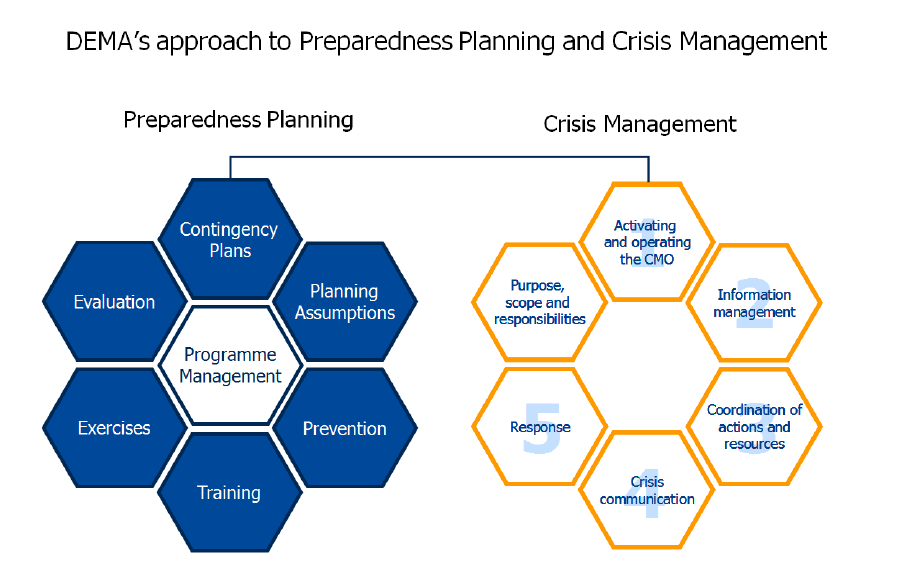 DEMA's approach to Preparedness Planning and Crisis Management
Preparedness Planning
Crisis Management
Contingency
Plans
Evaluation
Planning
Assumptions
Programme
Management
Exercises
Prevention
Training
1
Activating
and operating
the CMO
Purpose,
scope and
responsibilities
2
Information
management
3
Coordination of
actions and
resources
4
Crisis
communication
5
Response